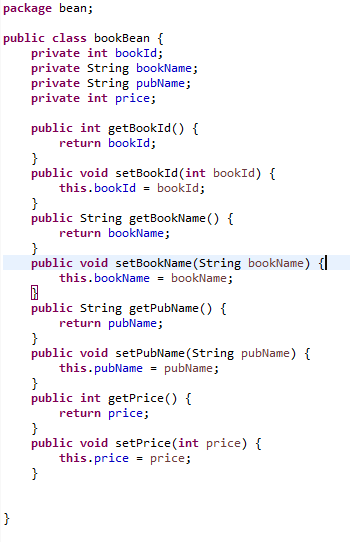 package bean;
public class bookBean {
    private int bookId;
    private String bookName;
    private String pubName;
    private int price;
    public int getBookId() {
        return bookId;
    }
    public void setBookId(int bookId) {
        this.bookId = bookId;
    }
    public String getBookName() {
        return bookName;
    }
    public void setBookName(String bookName) {
        this.bookName = bookName;
    }
    public String getPubName() {
        return pubName;
    }
    public void setPubName(String pubName) {
        this.pubName = pubName;
    }
    public int getPrice() {
        return price;
    }
    public void setPrice(int price) {
        this.price = price;
    }
}